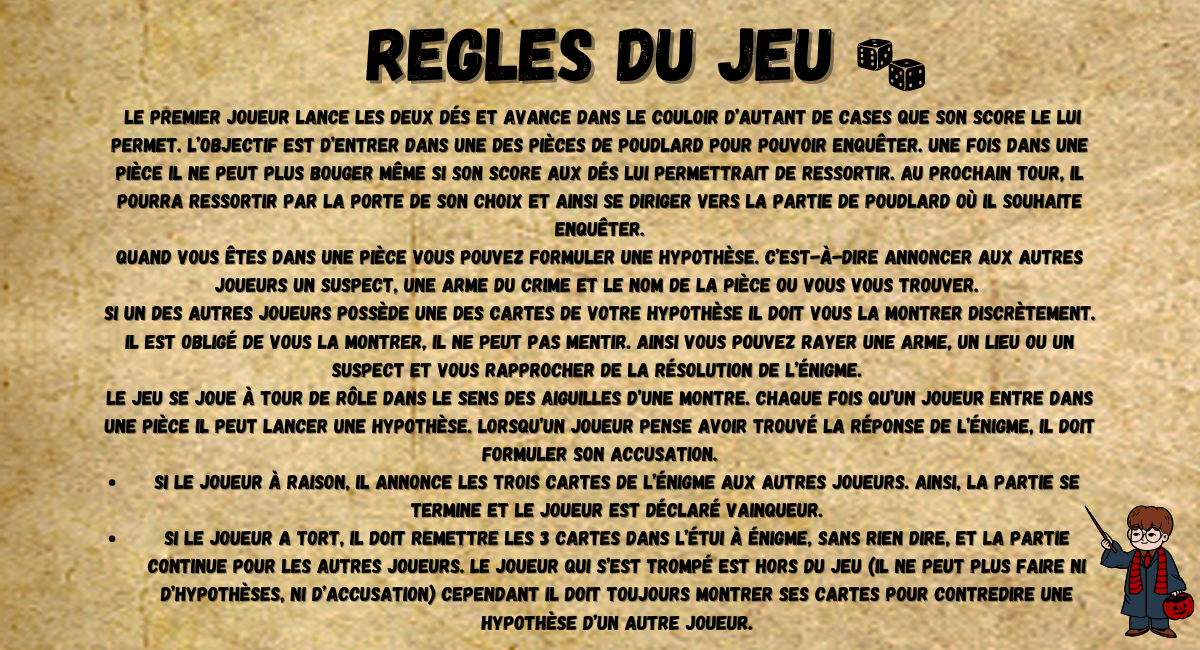 REGLES DU JEU
LE PREMIER JOUEUR LANCE LES DEUX DÉS ET AVANCE DANS LE COULOIR D'AUTANT DE CASES QUE SON SCORE LE LUI
PERMET. L'OBJECTIF EST D'ENTRER DANS UNE DES PIÈCES DE POUDLARD POUR POUVOIR ENQUÊTER. UNE FOIS DANS UNE
PIÈCE IL NE PEUT PLUS BOUGER MÊME SI SON SCORE AUX DÉS LUI PERMETTRAIT DE RESSORTIR. AU PROCHAIN TOUR, IL
POURRA RESSORTIR PAR LA PORTE DE SON CHOIX ET AINSI SE DIRIGER VERS LA PARTIE DE POUDLARD OÙ IL SOUHAITE
ENQUÊTER.
QUAND VOUS ÊTES DANS UNE PIÈCE VOUS POUVEZ FORMULER UNE HYPOTHÈSE. C'EST-À-DIRE ANNONCER AUX AUTRES
JOUEURS UN SUSPECT, UNE ARME DU CRIME ET LE NOM DE LA PIÈCE OU VOUS VOUS TROUVER.
SI UN DES AUTRES JOUEURS POSSÈDE UNE DES CARTES DE VOTRE HYPOTHÈSE IL DOIT VOUS LA MONTRER DISCRÈTEMENT.
IL EST OBLIGÉ DE VOUS LA MONTRER, IL NE PEUT PAS MENTIR. AINSI VOUS POUVEZ RAYER UNE ARME, UN LIEU OU UN
SUSPECT ET VOUS RAPPROCHER DE LA RÉSOLUTION DE L'ÉNIGME.
LE JEU SE JOUE À TOUR DE RÔLE DANS LE SENS DES AIGUILLES D'UNE MONTRE. CHAQUE FOIS QU'UN JOUEUR ENTRE DANS
UNE PIÈCE IL PEUT LANCER UNE HYPOTHÈSE. LORSQU'UN JOUEUR PENSE AVOIR TROUVÉ LA RÉPONSE DE L'ÉNIGME, IL DOIT
FORMULER SON ACCUSATION.
• SI LE JOUEUR À RAISON, IL ANNONCE LES TROIS CARTES DE L'ÉNIGME AUX AUTRES JOUEURS. AINSI, LA PARTIE SE
TERMINE ET LE JOUEUR EST DÉCLARÉ VAINQUEUR.
• SI LE JOUEUR A TORT, IL DOIT REMETTRE LES 3 CARTES DANS L'ÉTUI À ÉNIGME, SANS RIEN DIRE, ET LA PARTIE
CONTINUE POUR LES AUTRES JOUEURS. LE JOUEUR QUI S'EST TROMPÉ EST HORS DU JEU (IL NE PEUT PLUS FAIRE NI
D'HYPOTHÈSES, NI D'ACCUSATION) CEPENDANT IL DOIT TOUJOURS MONTRER SES CARTES POUR CONTREDIRE UNE
HYPOTHÈSE D'UN AUTRE JOUEUR.